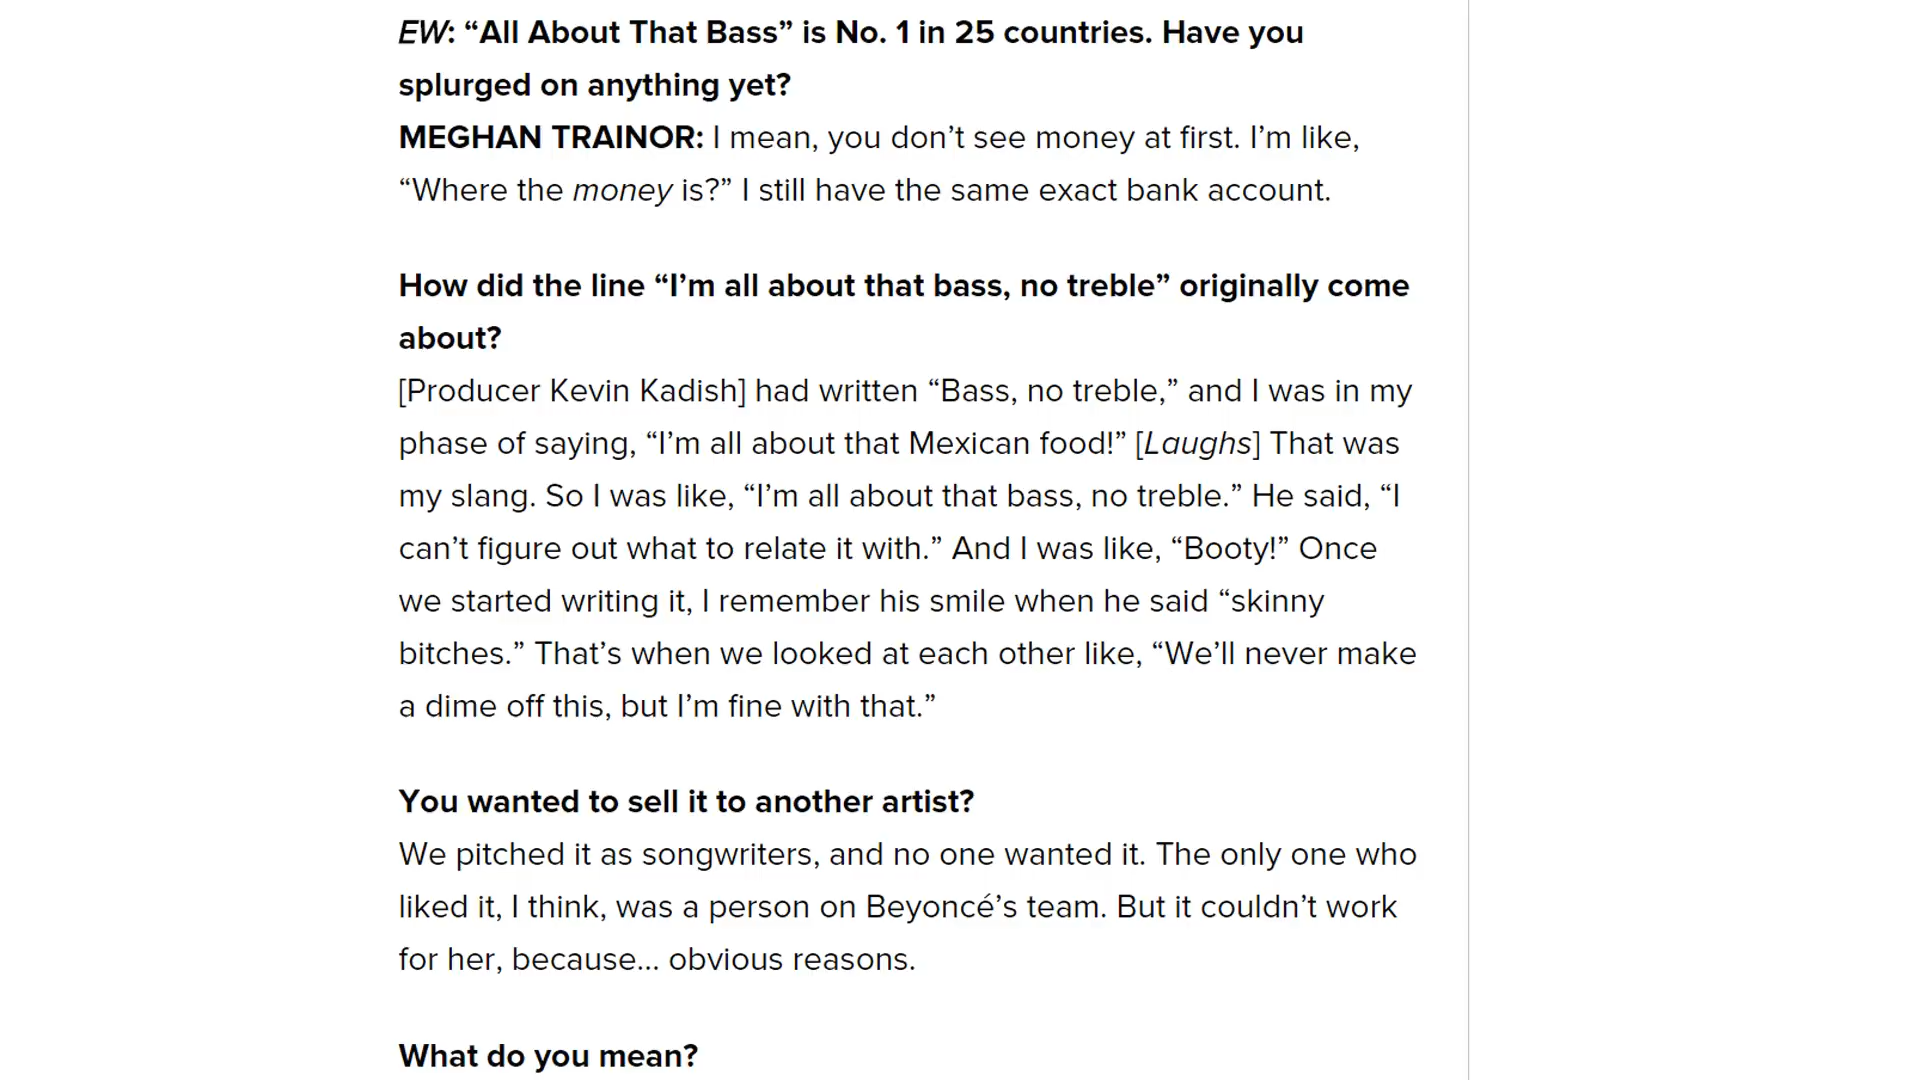 EW: “All About That Bass” is No. 1 in 25 countries. Have you
splurged on anything yet?
MEGHAN TRAINOR: I mean, you don’t see money at first. I’m like,
“Where the money is?” I still have the same exact bank account.
How did the line “I’m all about that bass, no treble” originally come
about?
[Producer Kevin Kadish] had written “Bass, no treble,” and I was in my
phase of saying, “I’m all about that Mexican food!” [Laughs] That was
my slang. So I was like, “I’m all about that bass, no treble.” He said, “I
can’t figure out what to relate it with.” And I was like, “Booty!” Once
we started writing it, I remember his smile when he said “skinny
bitches.” That’s when we looked at each other like, “We’ll never make
a dime off this, but I’m fine with that.”
You wanted to sell it to another artist?
We pitched it as songwriters, and no one wanted it. The only one who
liked it, I think, was a person on Beyoncé’s team. But it couldn’t work
for her, because... obvious reasons.
What do you mean?